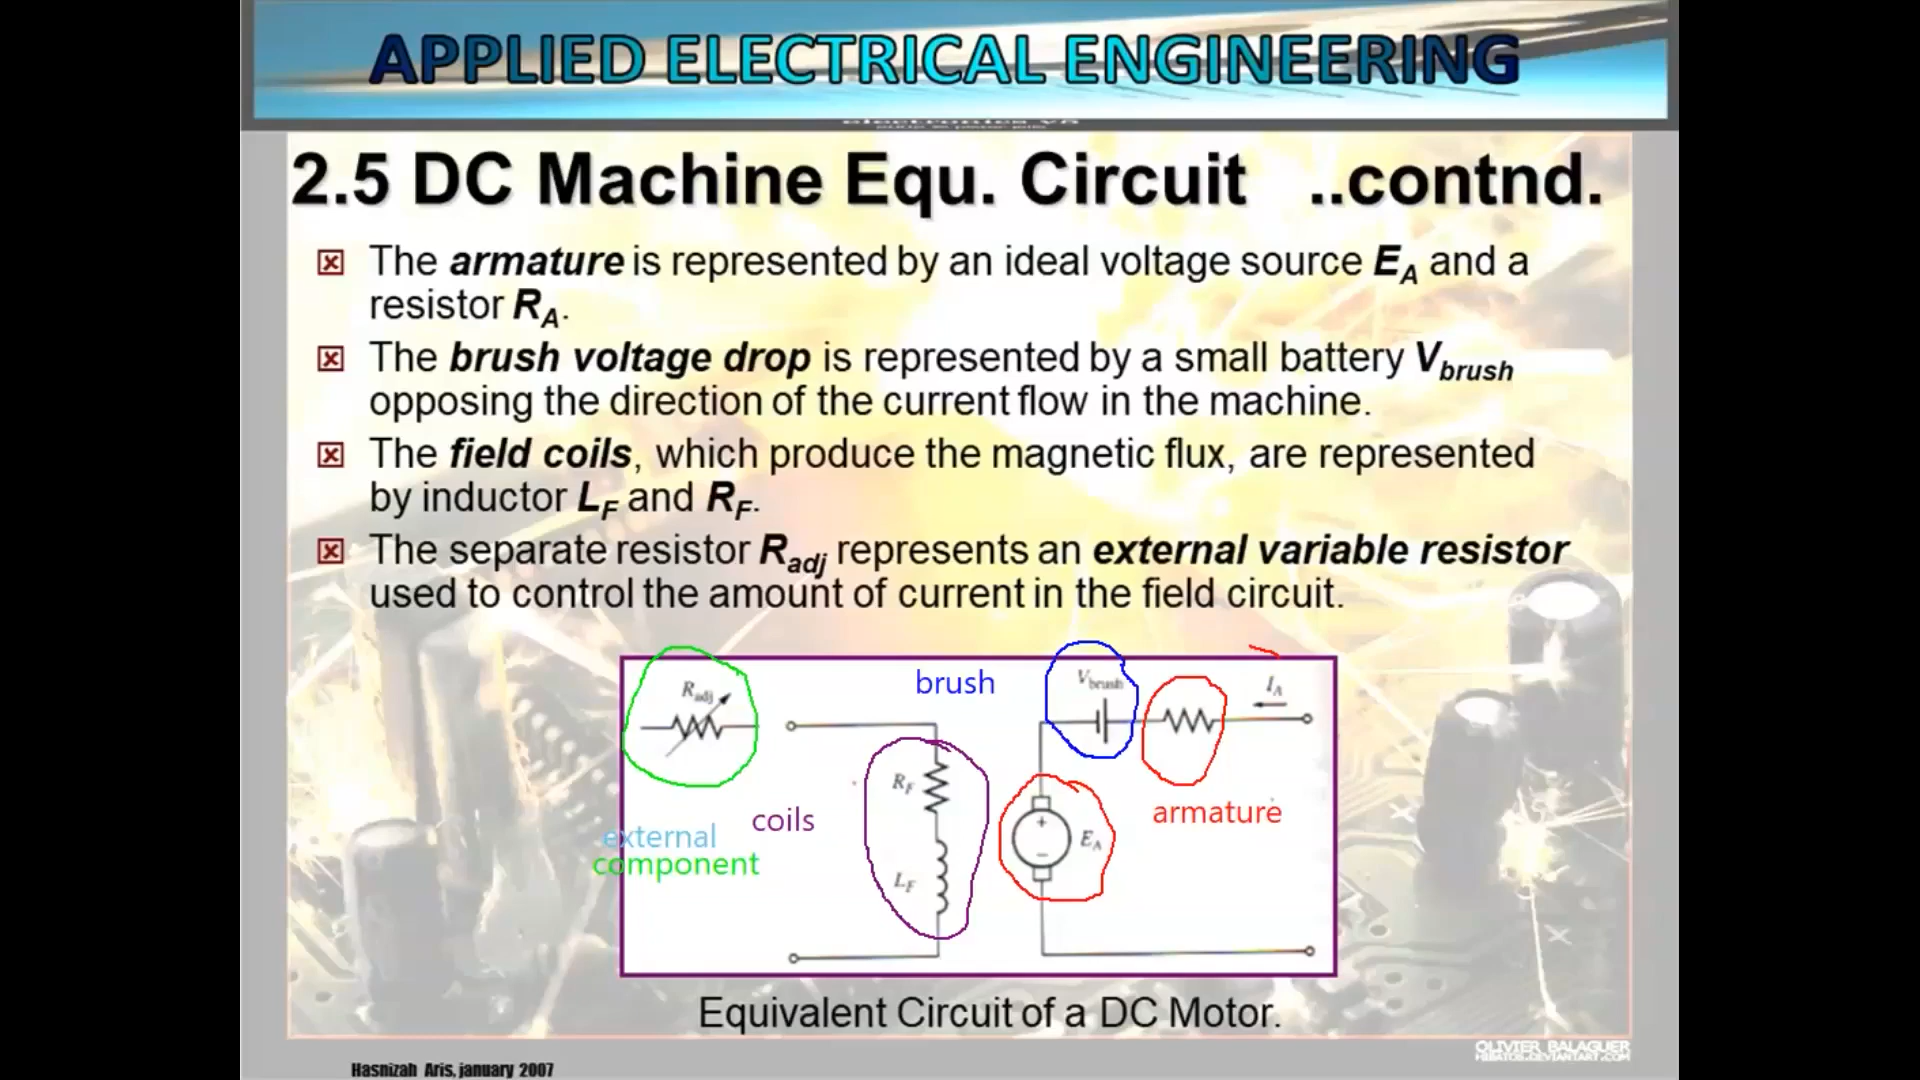 APPLIED ELECTRICAL ENGINEERING
2.5 DC Machine Equ. Circuit ..contnd.
The armature is represented by an ideal voltage source EA and a
resistor RA.
The brush voltage drop is represented by a small battery Vbrush
opposing the direction of the current flow in the machine.
The field coils, which produce the magnetic flux, are represented
by inductor LF and RF.
The separate resistor Radj represents an external variable resistor
used to control the amount of current in the field circuit.
Radj
brush
Vbrush
IA
RF
coils
external
component
LF
+
−
EA
armature
Equivalent Circuit of a DC Motor.
Hasnizah Aris, january 2007
OLIVIER BALAGUER